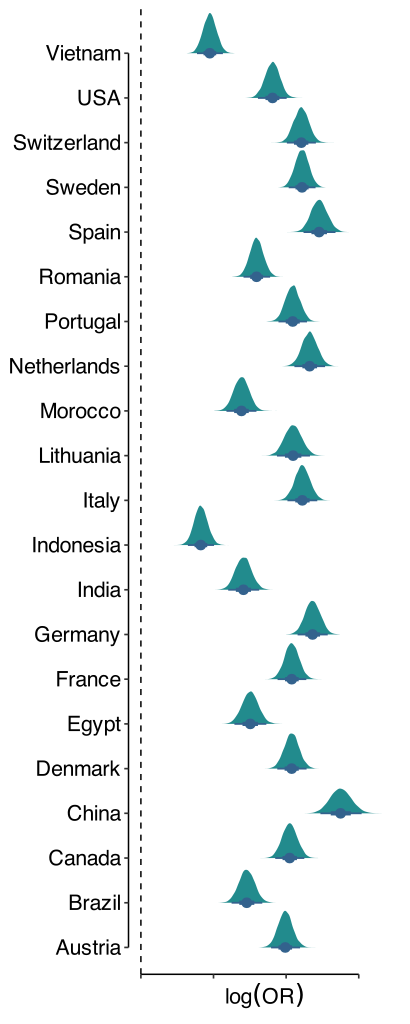 Vietnam
USA
Switzerland
Sweden
Spain
Romania
Portugal
Netherlands
Morocco
Lithuania
Italy
Indonesia
India
Germany
France
Egypt
Denmark
China
Canada
Brazil
Austria
log(OR)